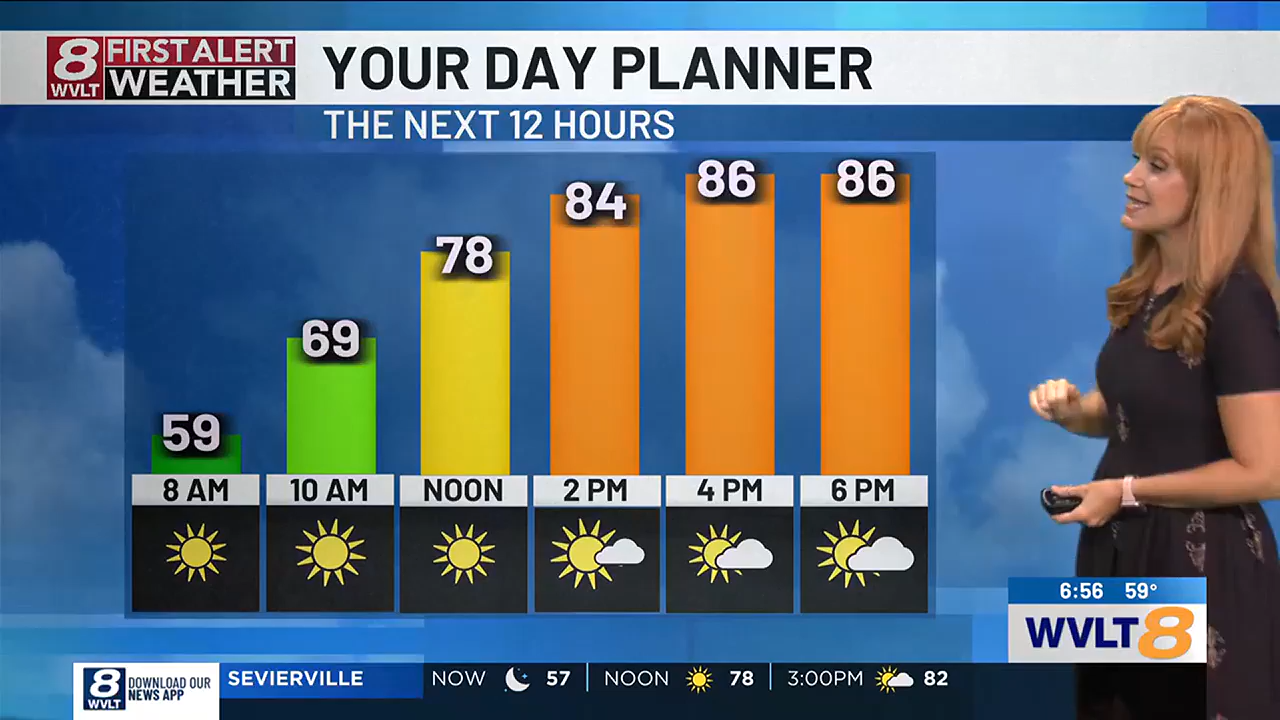 8 FIRST ALERT
WVLT WEATHER
YOUR DAY PLANNER
THE NEXT 12 HOURS
59 69 78 84 86 86
8 AM 10 AM NOON 2 PM 4 PM 6 PM
6:56 59°
WVLT 8
8 WVLT DOWNLOAD OUR
NEWS APP
SEVIERVILLE NOW 57 NOON 78 3:00PM 82